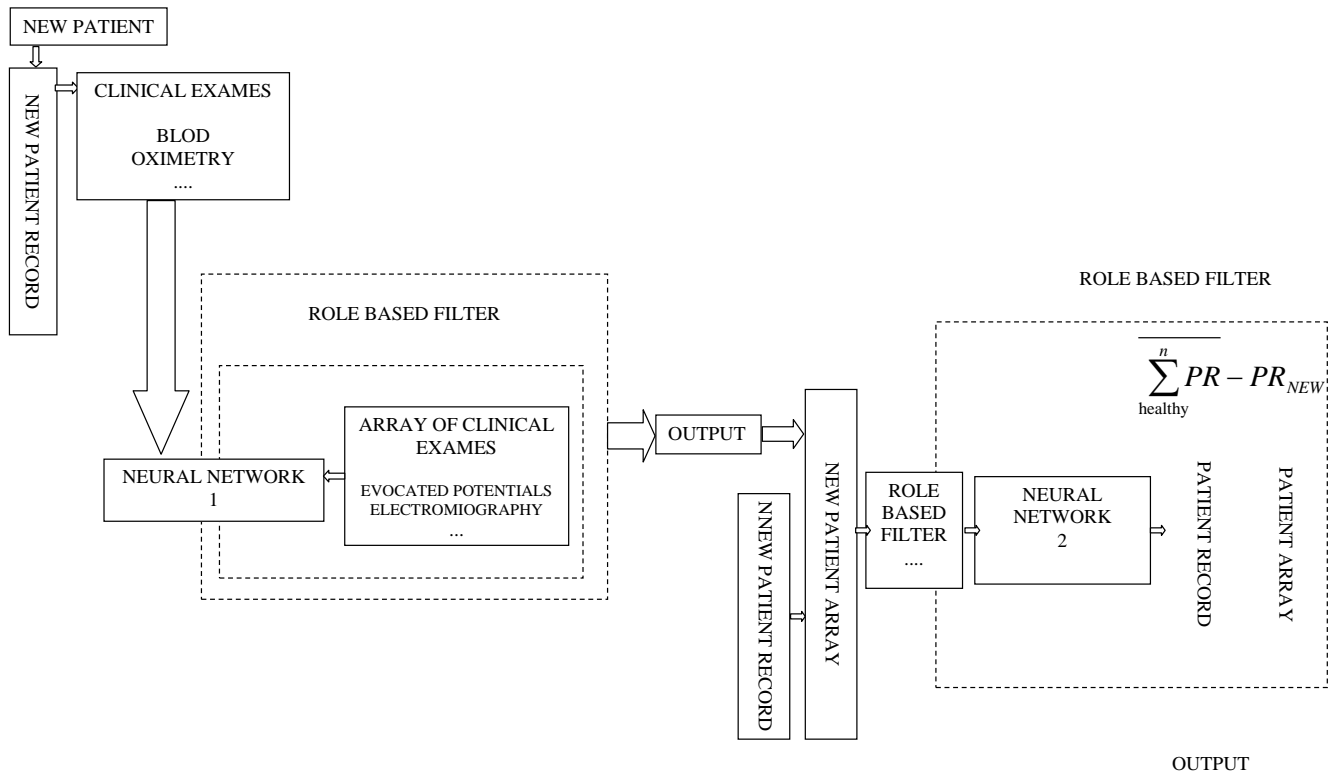 NEW PATIENT
NEW PATIENT RECORD
CLINICAL EXAMES
BLOD
OXIMETRY
....
ROLE BASED FILTER
ARRAY OF CLINICAL
EXAMES
EVOCATED POTENTIALS
ELECTROMIOGRAPHY
...
NEURAL NETWORK
1
OUTPUT
NNEW PATIENT RECORD
NEW PATIENT ARRAY
ROLE
BASED
FILTER
....
ROLE BASED FILTER
n
∑ PR − PR NEW
healthy
NEURAL
NETWORK
2
PATIENT RECORD
PATIENT ARRAY
OUTPUT